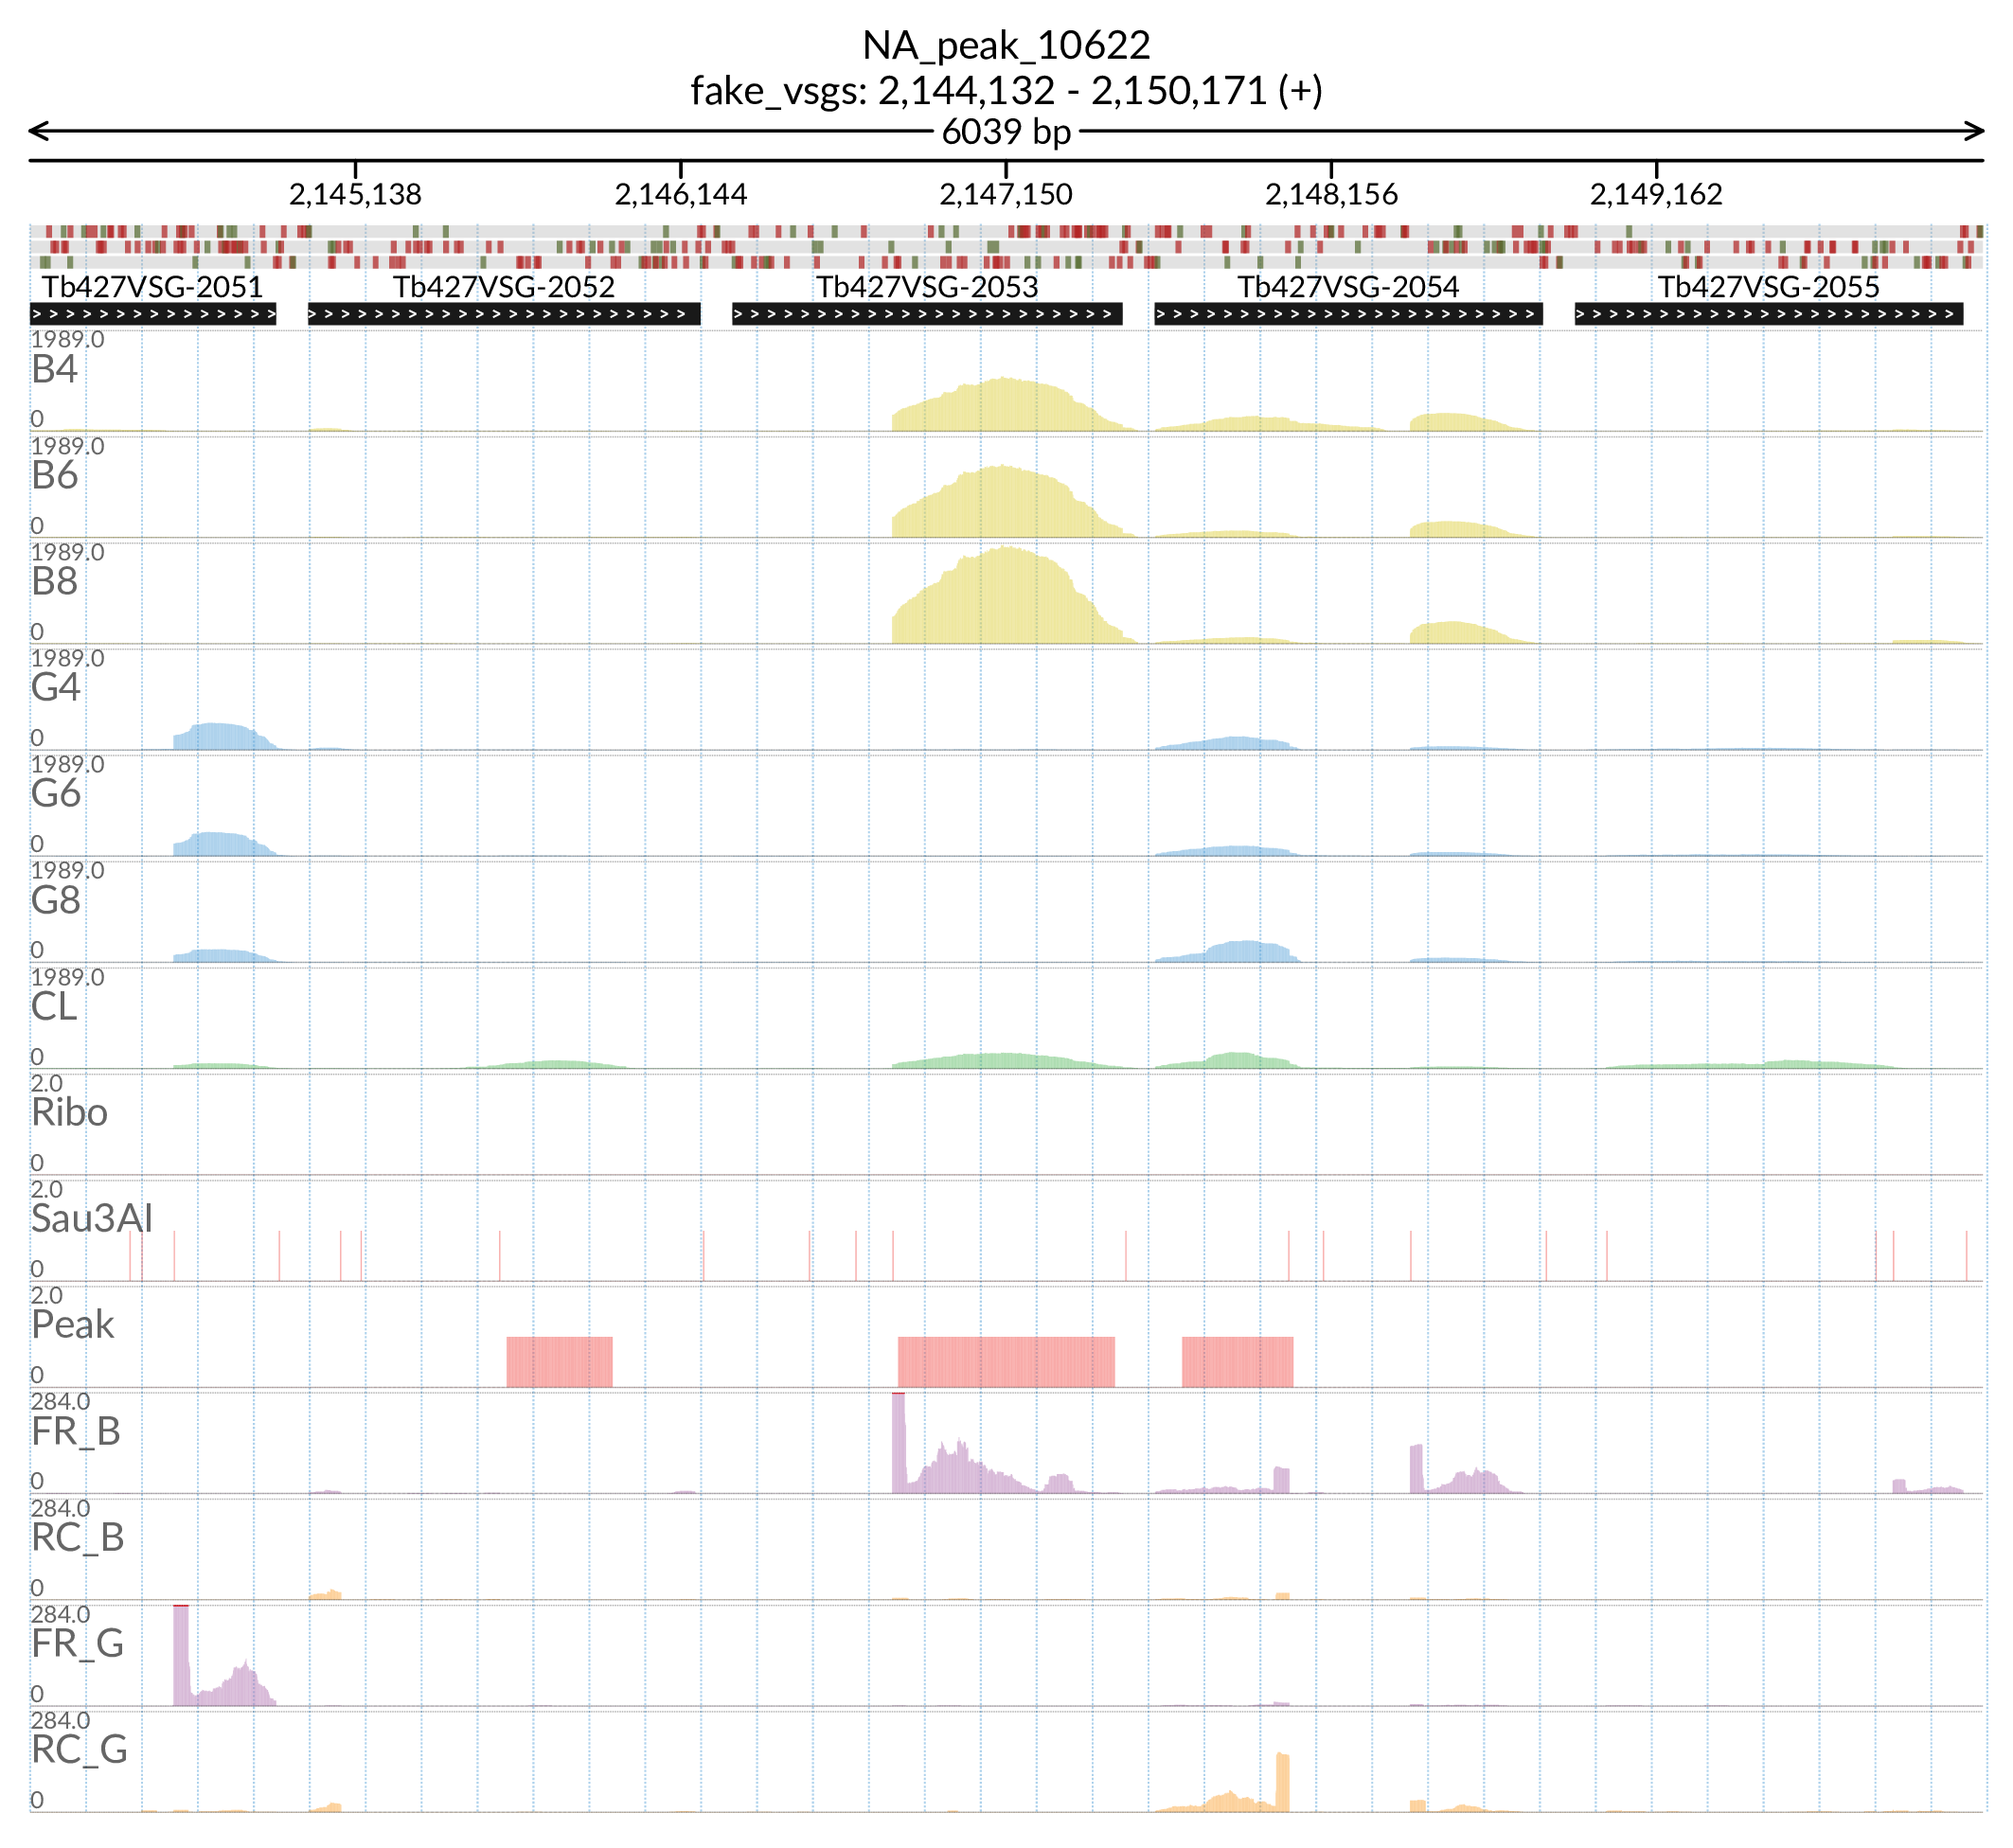 NA_peak_10622
fake_vsgs: 2,144,132 - 2,150,171 (+)
6039 bp
2,145,138 2,146,144 2,147,150 2,148,156 2,149,162
Tb427VSG-2051 Tb427VSG-2052 Tb427VSG-2053 Tb427VSG-2054 Tb427VSG-2055
1989.0
B4
0
1989.0
B6
0
1989.0
B8
0
1989.0
G4
0
1989.0
G6
0
1989.0
G8
0
1989.0
CL
0
2.0
Ribo
0
2.0
Sau3AI
0
2.0
Peak
0
284.0
FR_B
0
284.0
RC_B
0
284.0
FR_G
0
284.0
RC_G
0